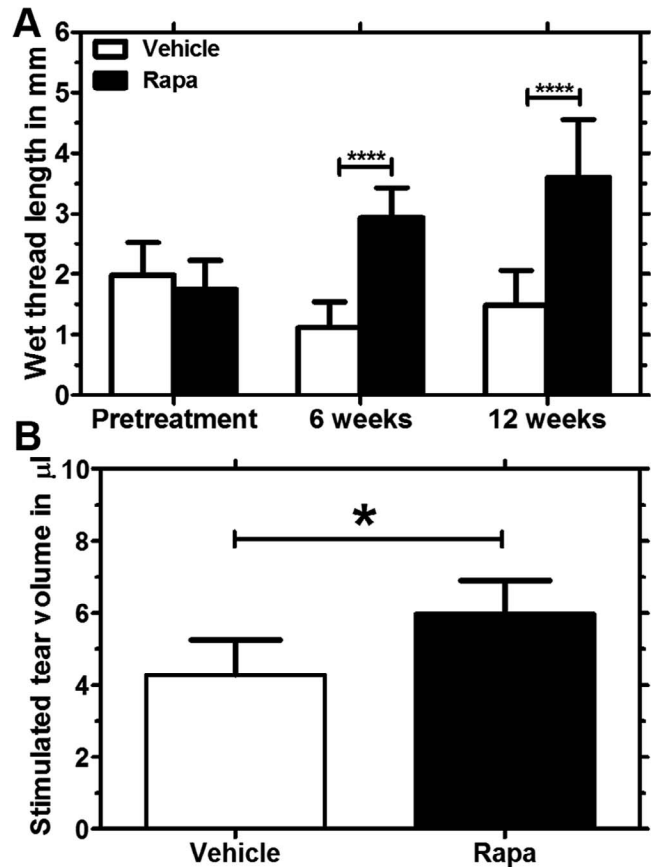 A
Wet thread length in mm
6
5
4
3
2
1
0
Vehicle
Rapa
****
****
Pretreatment 6 weeks 12 weeks
B
Stimulated tear volume in µl
10
8
6
4
2
0
*
Vehicle Rapa